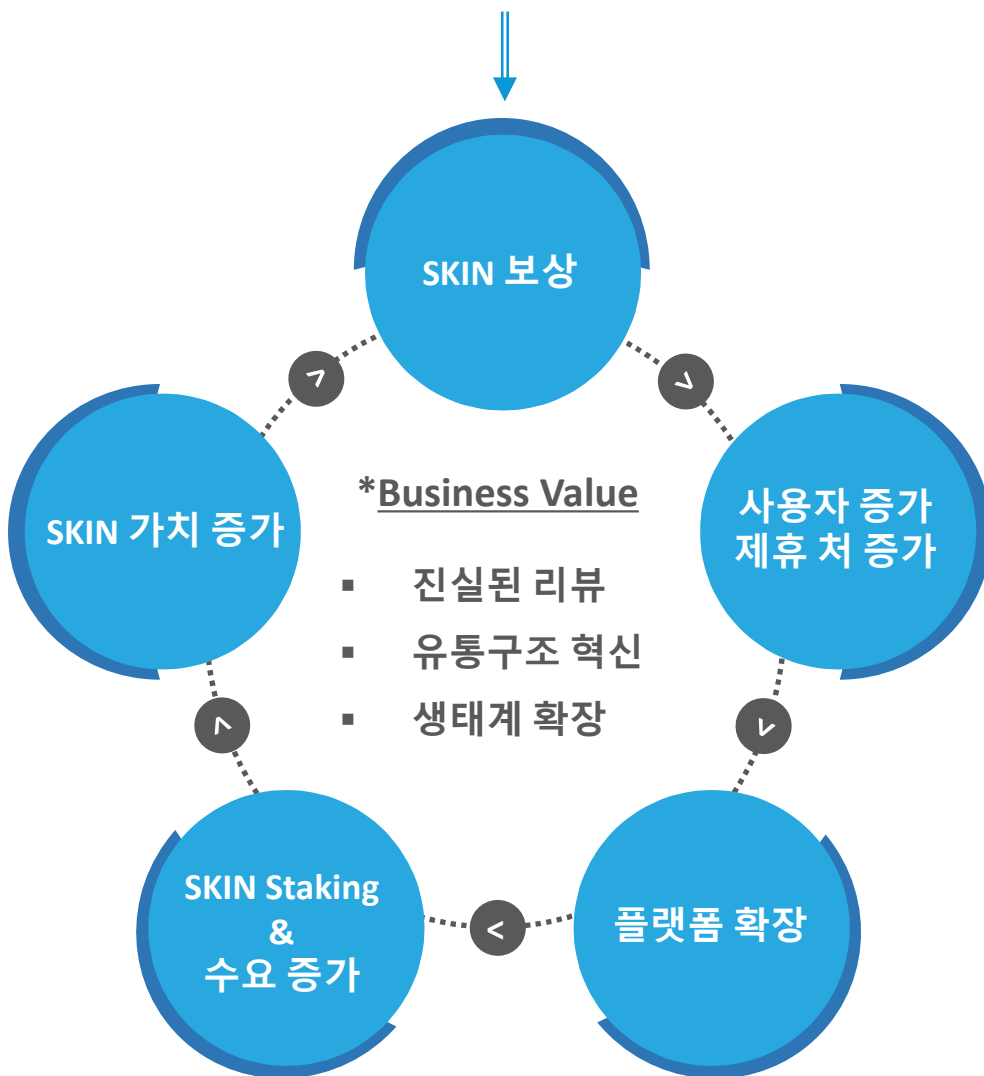 SKIN 보상
사용자 증가
제휴 처 증가
플랫폼 확장
SKIN Staking
&
수요 증가
SKIN 가치 증가
*Business Value
▪ 진실된 리뷰
▪ 유통구조 혁신
▪ 생태계 확장